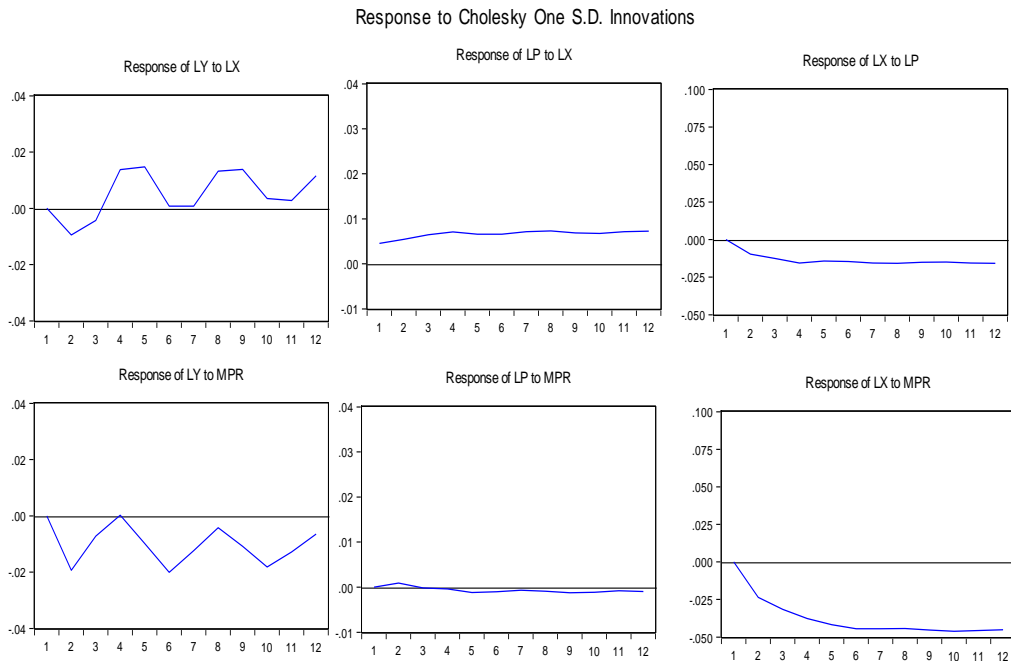 Response to Cholesky One S.D. Innovations
Response of LY to LX
.04
.02
.00
-.02
-.04
1 2 3 4 5 6 7 8 9 10 11 12
Response of LP to LX
.04
.03
.02
.01
.00
-.01
1 2 3 4 5 6 7 8 9 10 11 12
Response of LX to LP
.100
.075
.050
.025
.000
-.025
-.050
1 2 3 4 5 6 7 8 9 10 11 12
Response of LY to MPR
.04
.02
.00
-.02
-.04
1 2 3 4 5 6 7 8 9 10 11 12
Response of LP to MPR
.04
.03
.02
.01
.00
-.01
1 2 3 4 5 6 7 8 9 10 11 12
Response of LX to MPR
.100
.075
.050
.025
.000
-.025
-.050
1 2 3 4 5 6 7 8 9 10 11 12